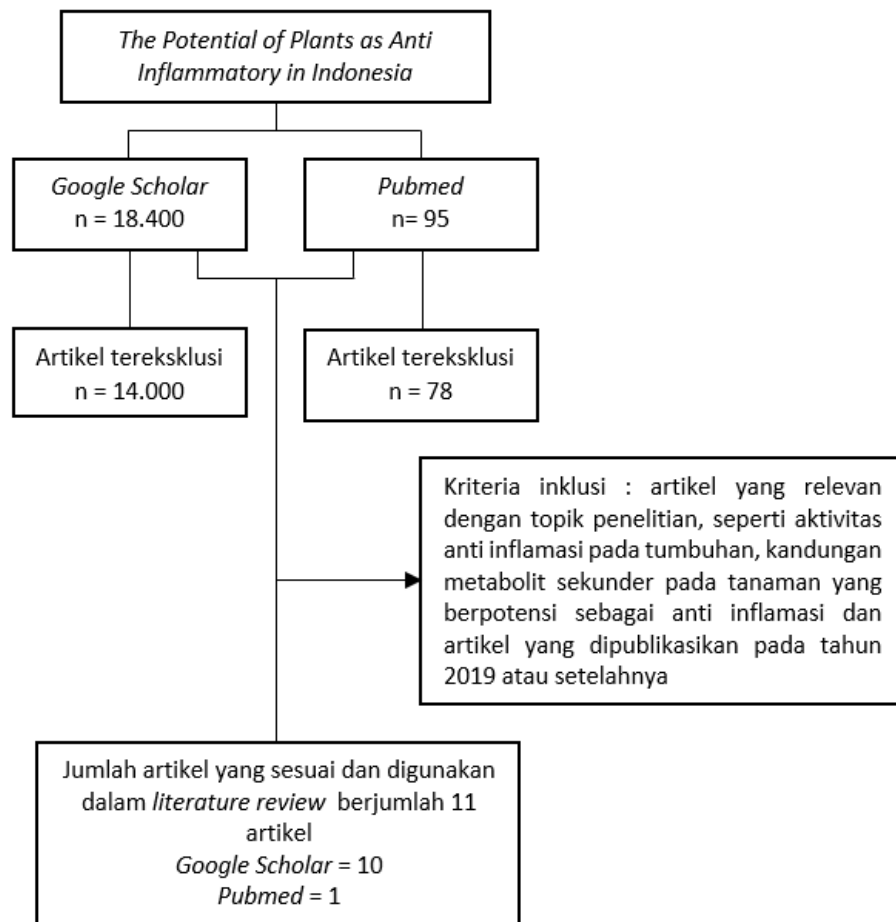 The Potential of Plants as Anti
Inflammatory in Indonesia
Google Scholar
n = 18.400
Pubmed
n= 95
Artikel tereksklusi
n = 14.000
Artikel tereksklusi
n = 78
Kriteria inklusi : artikel yang relevan
dengan topik penelitian, seperti aktivitas
anti inflamasi pada tumbuhan, kandungan
metabolit sekunder pada tanaman yang
berpotensi sebagai anti inflamasi dan
artikel yang dipublikasikan pada tahun
2019 atau setelahnya
Jumlah artikel yang sesuai dan digunakan
dalam literature review berjumlah 11
artikel
Google Scholar = 10
Pubmed = 1